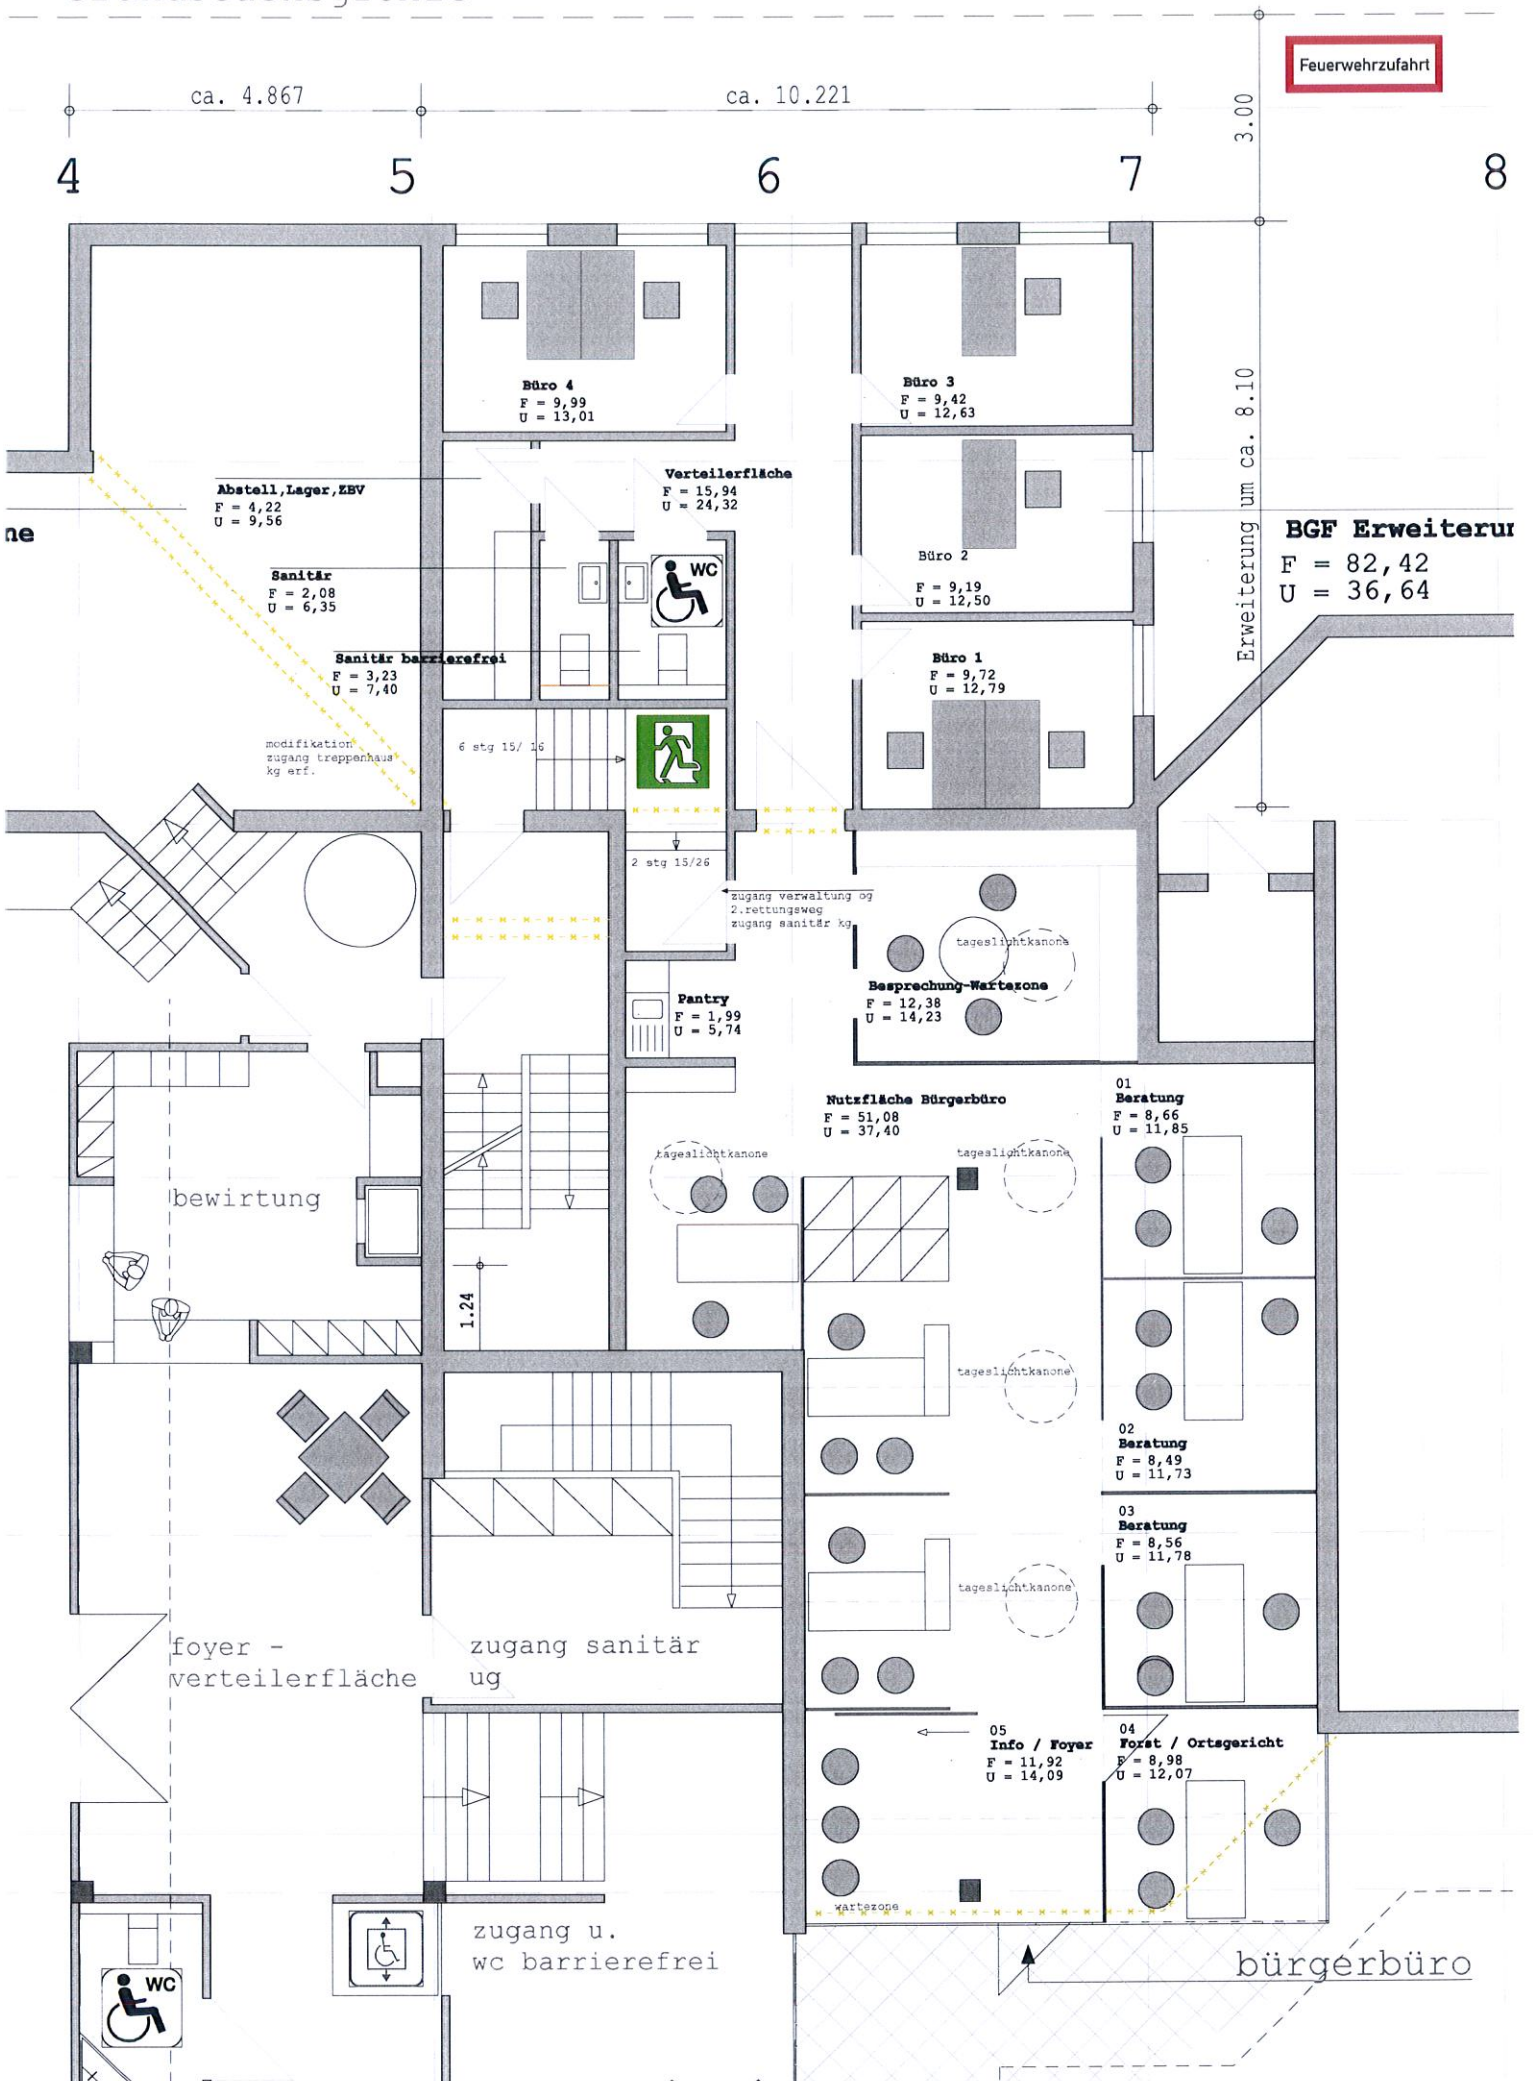 Feuerwehrzufahrt
ca. 4.867
ca. 10.221
3.00
4
5
6
7
8
Büro 4
F = 9,99
U = 13,01
Büro 3
F = 9,42
U = 12,63
Erweiterung um ca. 8.10
Abstell,Lager,ZBV
F = 4,22
U = 9,56
Verteilerfläche
F = 15,94
U = 24,32
ne
BGF Erweiterun
F = 82,42
U = 36,64
Büro 2
F = 9,19
U = 12,50
Sanitär
F = 2,08
U = 6,35
WC
Sanitär barrierefrei
F = 3,23
U = 7,40
Büro 1
F = 9,72
U = 12,79
modifikation
zugang treppenhaus
kg erf.
6 stg 15/ 16
2 stg 15/26
zugang verwaltung og
2.rettungsweg
zugang sanitär kg
tageslichtkanone
Besprechung-Wartezone
F = 12,38
U = 14,23
Pantry
F = 1,99
U = 5,74
Nutzfläche Bürgerbüro
F = 51,08
U = 37,40
01
Beratung
F = 8,66
U = 11,85
tageslichtkanone
tageslichtkanone
bewirtung
1.24
tageslichtkanone
02
Beratung
F = 8,49
U = 11,73
03
Beratung
F = 8,56
U = 11,78
tageslichtkanone
foyer -
verteilerfläche
zugang sanitär
ug
05
Info / Foyer
F = 11,92
U = 14,09
04
Forst / Ortsgericht
F = 8,98
U = 12,07
wartezone
zugang u.
wc barrierefrei
bürgerbüro
WC